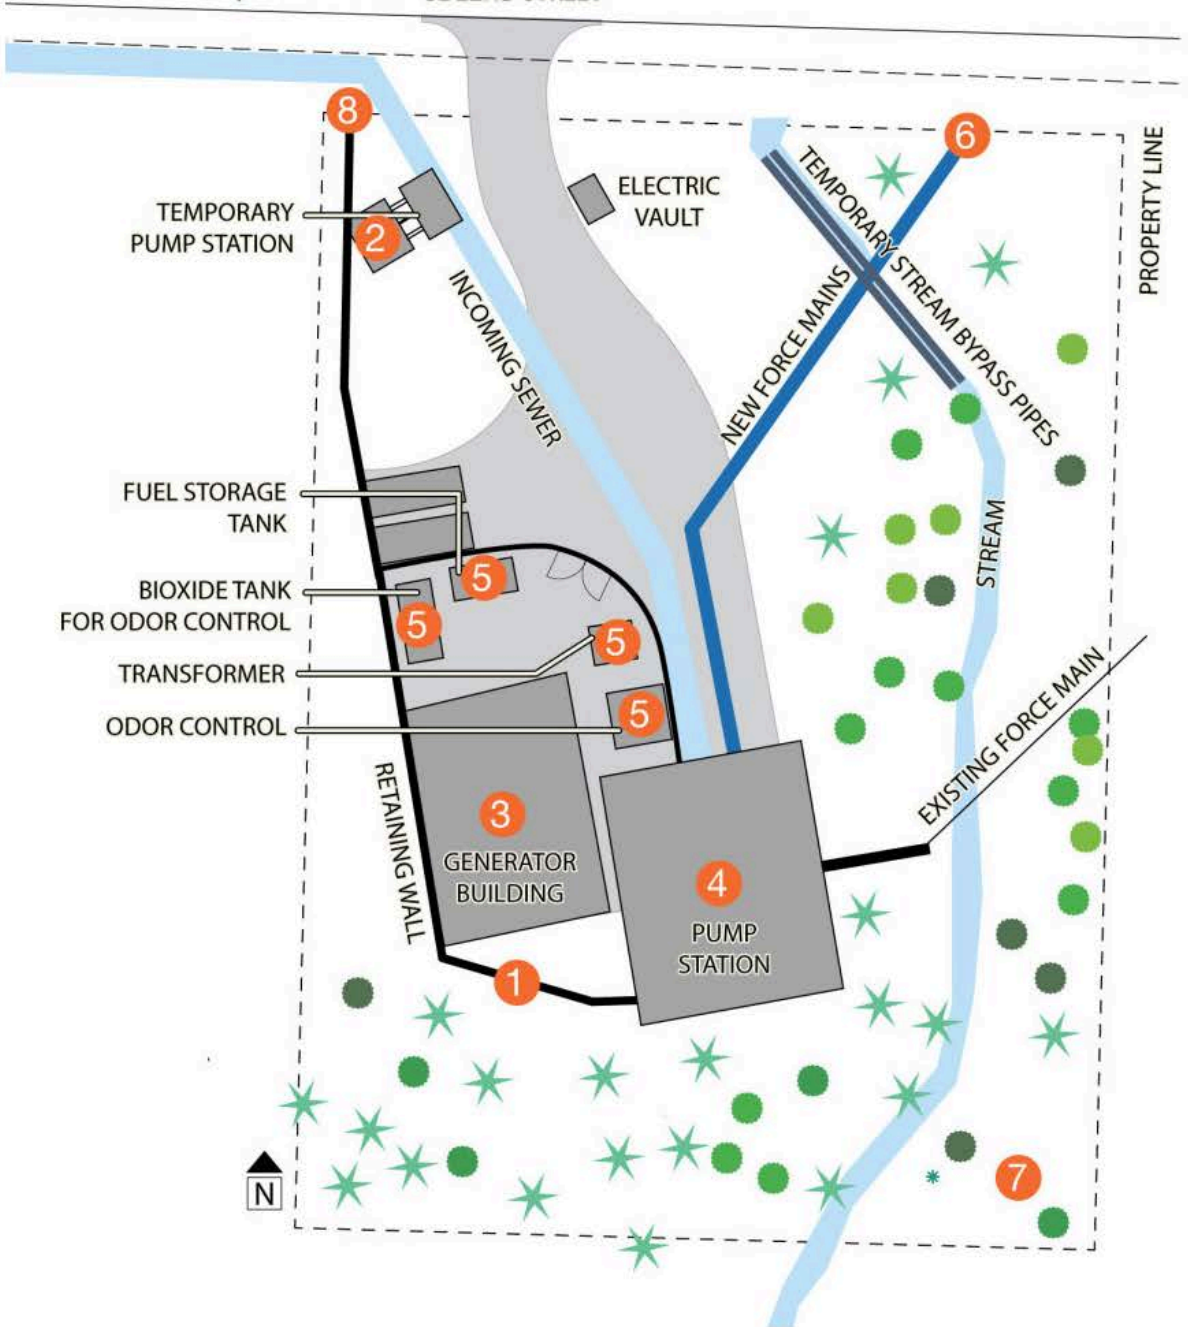 8
6
PROPERTY LINE
TEMPORARY
PUMP STATION
2
ELECTRIC
VAULT
TEMPORARY STREAM BYPASS PIPES
INCOMING SEWER
NEW FORCE MAINS
FUEL STORAGE
TANK
STREAM
5
BIOXIDE TANK
FOR ODOR CONTROL
5
TRANSFORMER
5
ODOR CONTROL
5
EXISTING FORCE MAIN
RETAINING WALL
3
GENERATOR
BUILDING
4
PUMP
STATION
1
N
7